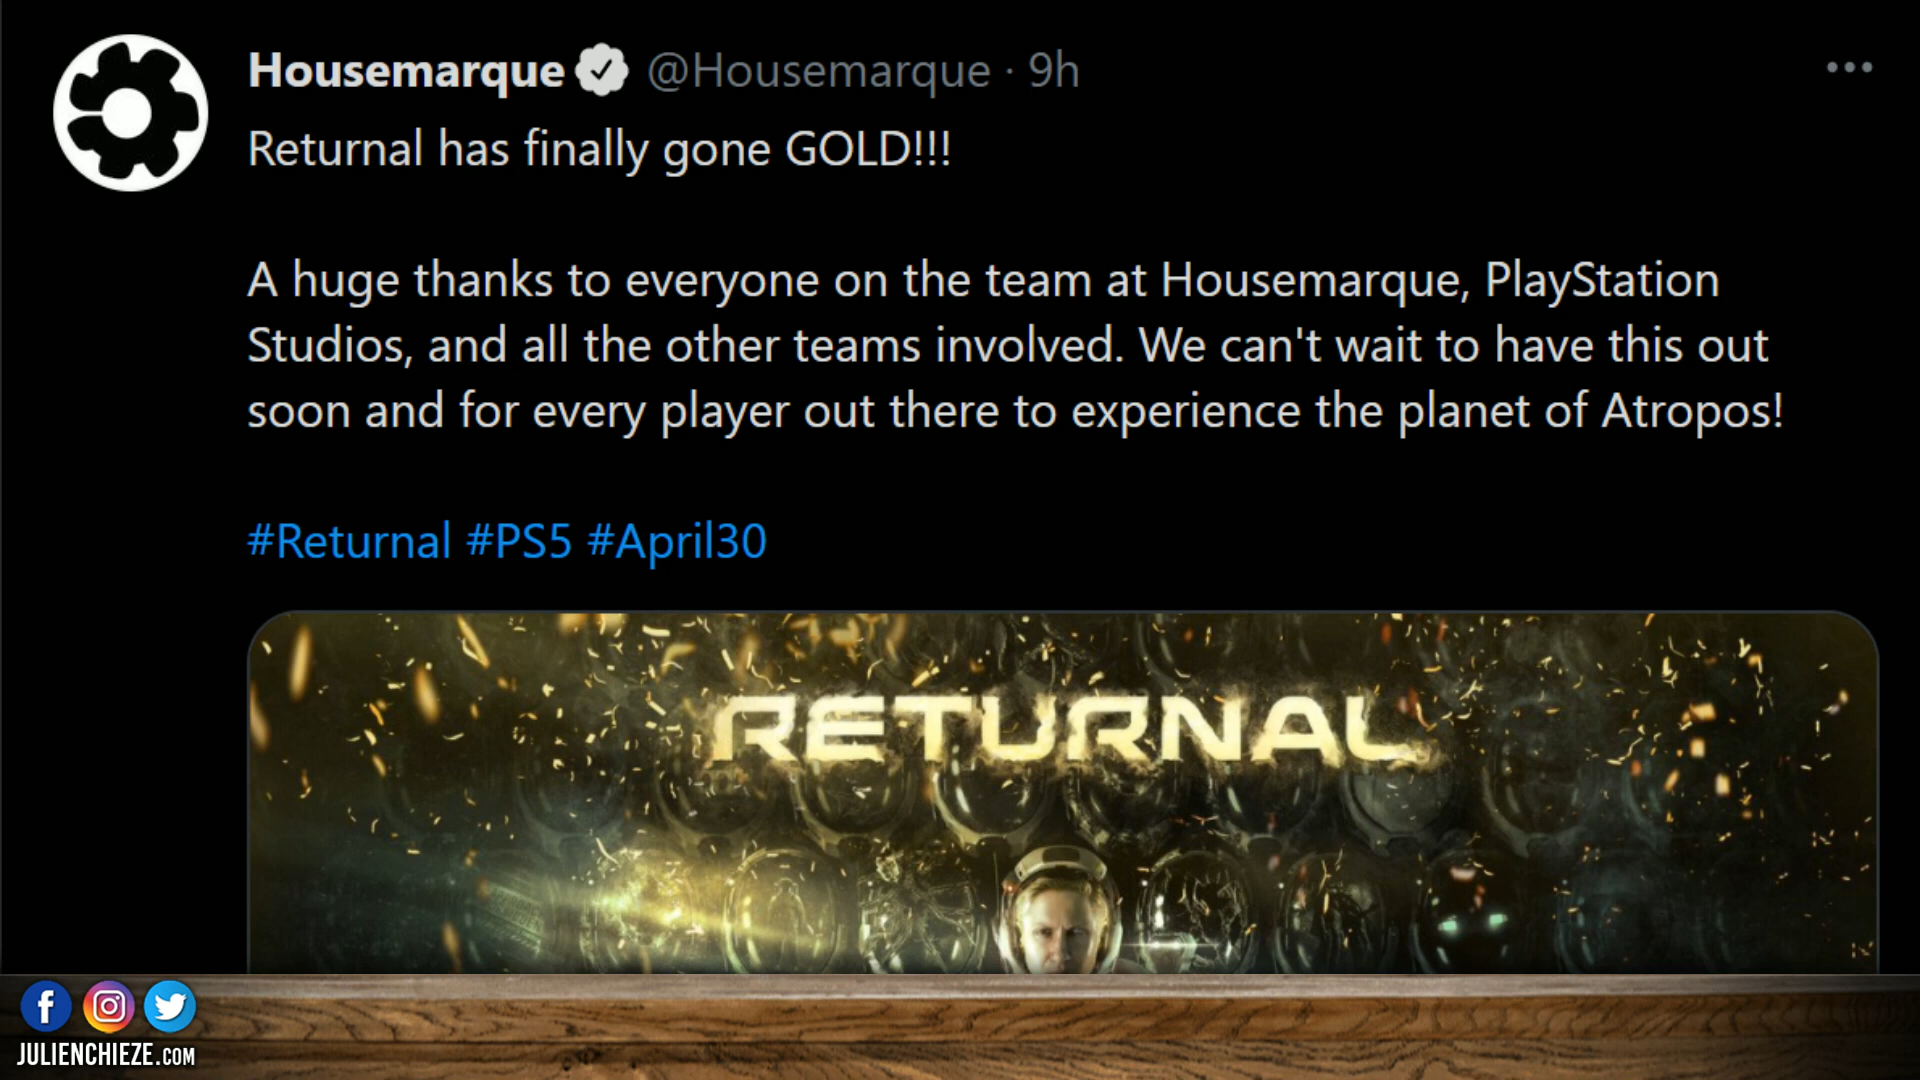 Housemarque @Housemarque · 9h
Returnal has finally gone GOLD!!!
A huge thanks to everyone on the team at Housemarque, PlayStation
Studios, and all the other teams involved. We can't wait to have this out
soon and for every player out there to experience the planet of Atropos!
#Returnal #PS5 #April30
RETURNAL
JULIENCHIEZE.COM